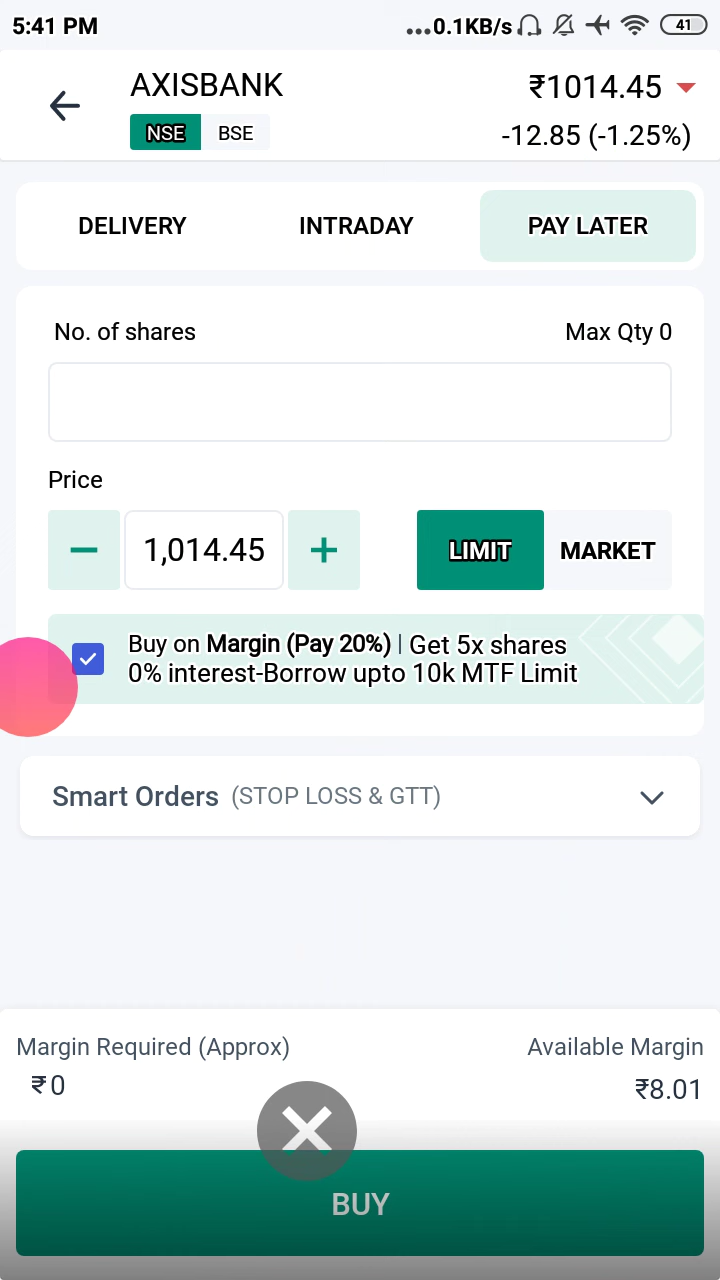 5:41 PM
...0.1KB/s
41
AXISBANK
₹1014.45
NSE BSE
-12.85 (-1.25%)
DELIVERY INTRADAY PAY LATER
No. of shares Max Qty 0
Price
1,014.45
LIMIT MARKET
Buy on Margin (Pay 20%) | Get 5x shares
0% interest-Borrow upto 10k MTF Limit
Smart Orders (STOP LOSS & GTT)
Margin Required (Approx) Available Margin
₹0 ₹8.01
BUY